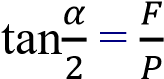 tan α/2 = F/P